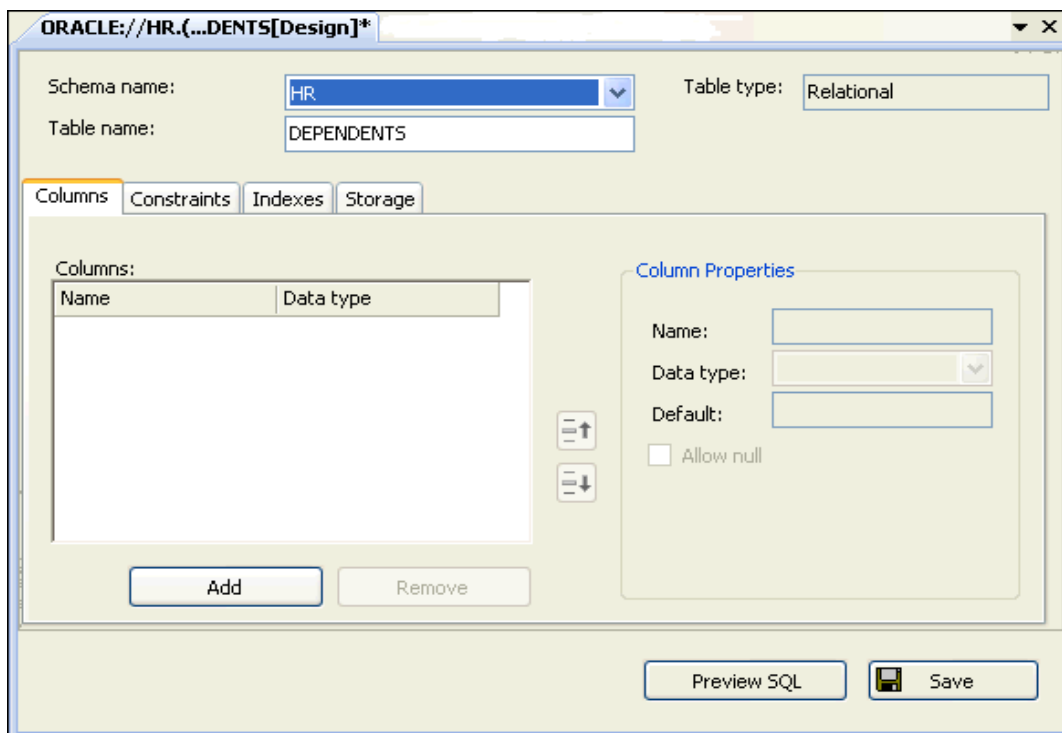 ORACLE://HR.(...DENTS[Design]*
Schema name: HR Table type: Relational
Table name: DEPENDENTS
Columns Constraints Indexes Storage
Columns:
Name Data type
Column Properties
Name:
Data type:
Default:
Allow null
Add Remove
Preview SQL Save